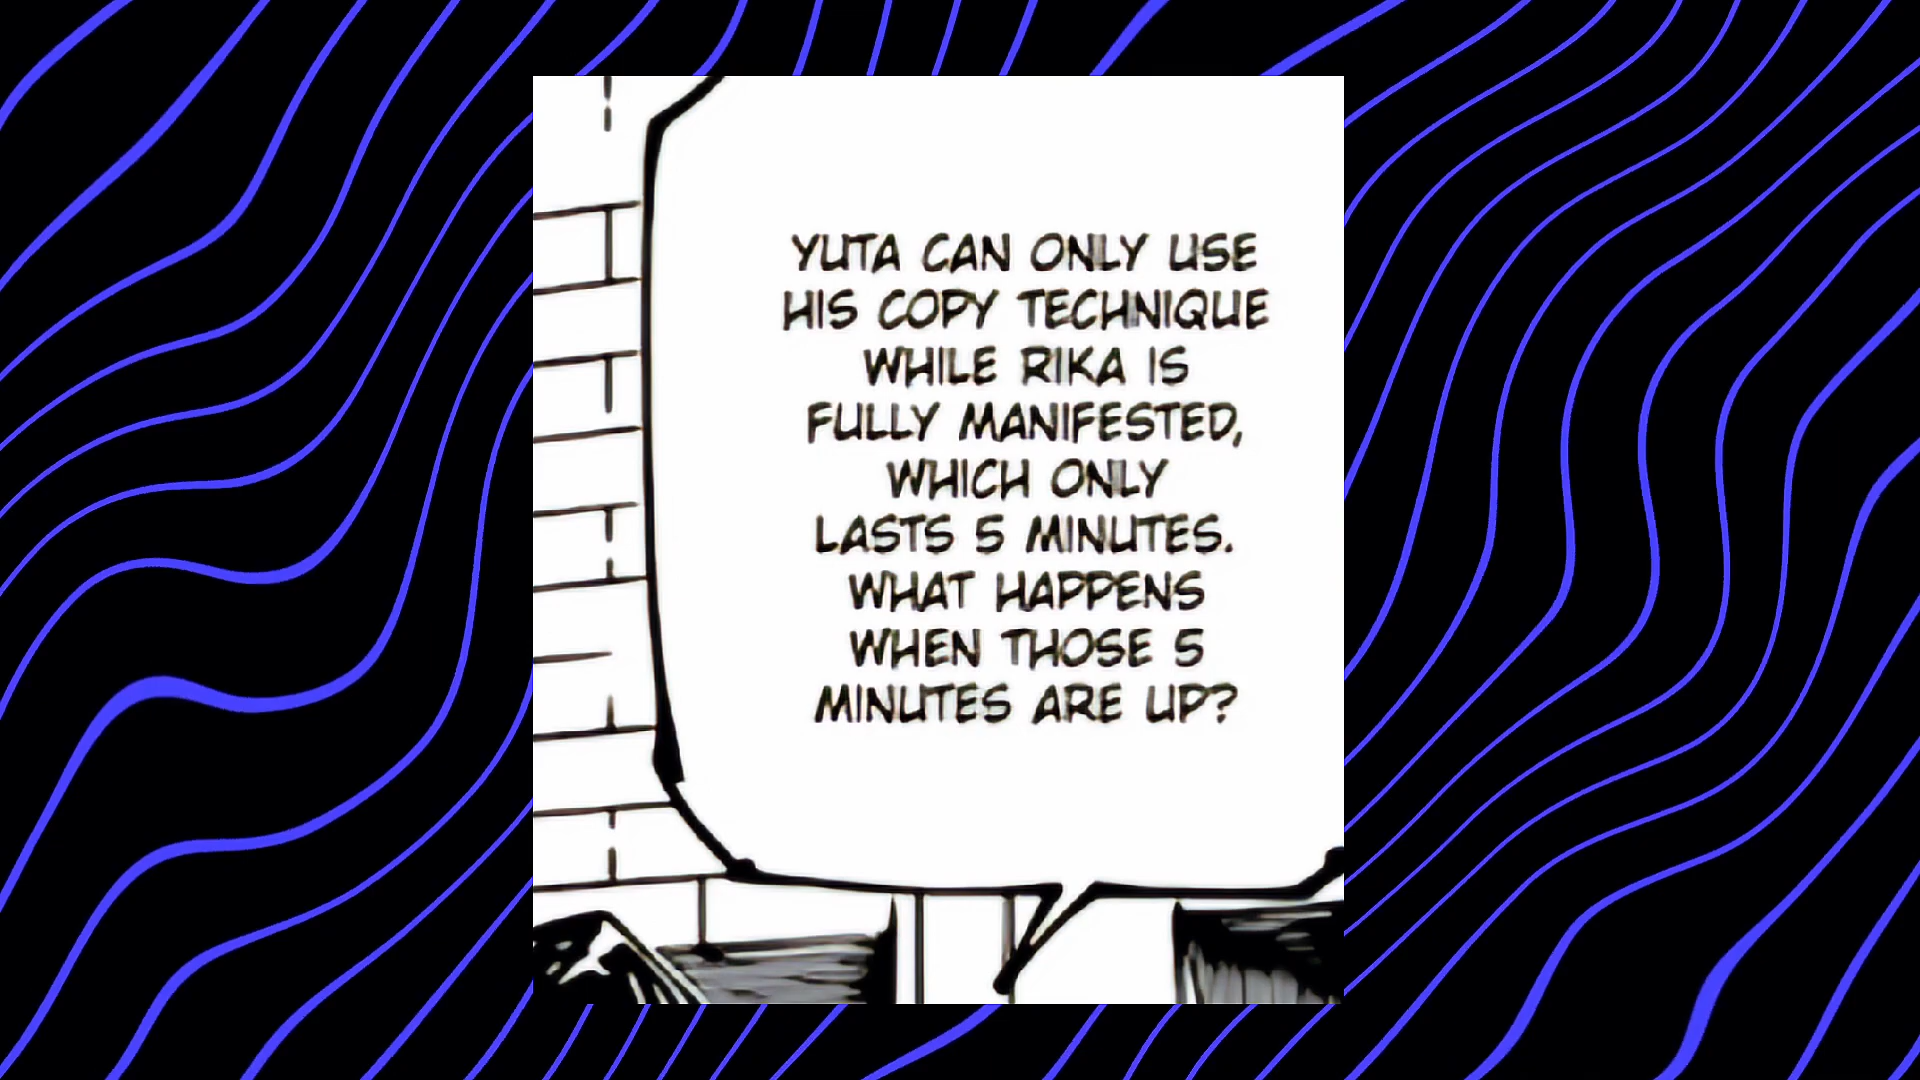 YUTA CAN ONLY USE
HIS COPY TECHNIQUE
WHILE RIKA IS
FULLY MANIFESTED,
WHICH ONLY
LASTS 5 MINUTES.
WHAT HAPPENS
WHEN THOSE 5
MINUTES ARE UP?